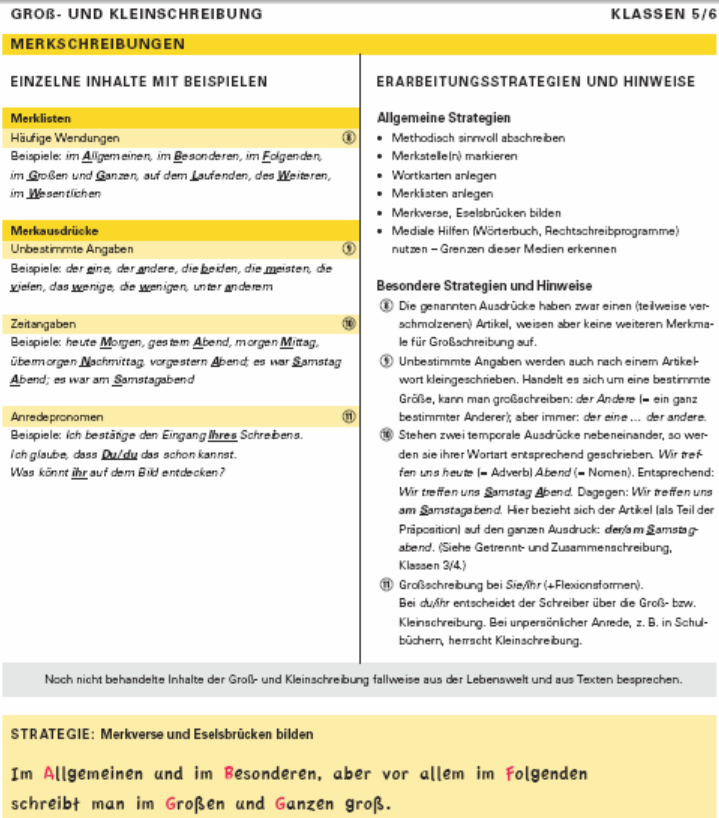 GROẞ- UND KLEINSCHREIBUNG
KLASSEN 5/6
MERKSCHREIBUNGEN
EINZELNE INHALTE MIT BEISPIELEN
Merklisten
Häufige Wendungen ⑧
Beispiele: im Allgemeinen, im Besonderen, im Folgenden,
im Großen und Ganzen, auf dem Laufenden, des Weiteren,
im Wesentlichen
Merkausdrücke
Unbestimmte Angaben ⑨
Beispiele: der eine, der andere, die beiden, die meisten, die
vielen, das wenige, die wenigen, unter anderem
Zeitangaben ⑩
Beispiele: heute Morgen, gestern Abend, morgen Mittag,
übermorgen Nachmittag, vorgestern Abend; es war Samstag
Abend; es war am Samstagabend
Anredepronomen ⑪
Beispiele: Ich bestätige den Eingang Ihres Schreibens.
Ich glaube, dass Du/du das schon kannst.
Was könnt ihr auf dem Bild entdecken?
ERARBEITUNGSSTRATEGIEN UND HINWEISE
Allgemeine Strategien
• Methodisch sinnvoll abschreiben
• Merkstelle(n) markieren
• Wortkarten anlegen
• Merklisten anlegen
• Merkverse, Eselsbrücken bilden
• Mediale Hilfen (Wörterbuch, Rechtschreibprogramme)
nutzen – Grenzen dieser Medien erkennen
Besondere Strategien und Hinweise
⑧ Die genannten Ausdrücke haben zwar einen (teilweise ver-
schmolzenen) Artikel, weisen aber keine weiteren Merkma-
le für Großschreibung auf.
⑨ Unbestimmte Angaben werden auch nach einem Artikel-
wort kleingeschrieben. Handelt es sich um eine bestimmte
Größe, kann man großschreiben: der Andere (= ein ganz
bestimmter Anderer); aber immer: der eine ... der andere.
⑩ Stehen zwei temporale Ausdrücke nebeneinander, so wer-
den sie ihrer Wortart entsprechend geschrieben. Wir tref-
fen uns heute (= Adverb) Abend (= Nomen). Entsprechend:
Wir treffen uns Samstag Abend. Dagegen: Wir treffen uns
am Samstagabend. Hier bezieht sich der Artikel (als Teil der
Präposition) auf den ganzen Ausdruck: der/am Samstag-
abend. (Siehe Getrennt- und Zusammenschreibung,
Klassen 3/4.)
⑪ Großschreibung bei Sie/Ihr (+Flexionsformen).
Bei du/ihr entscheidet der Schreiber über die Groß- bzw.
Kleinschreibung. Bei unpersönlicher Anrede, z. B. in Schul-
büchern, herrscht Kleinschreibung.
Noch nicht behandelte Inhalte der Groß- und Kleinschreibung fallweise aus der Lebenswelt und aus Texten besprechen.
STRATEGIE: Merkverse und Eselsbrücken bilden
Im Allgemeinen und im Besonderen, aber vor allem im Folgenden
schreibt man im Großen und Ganzen groß.